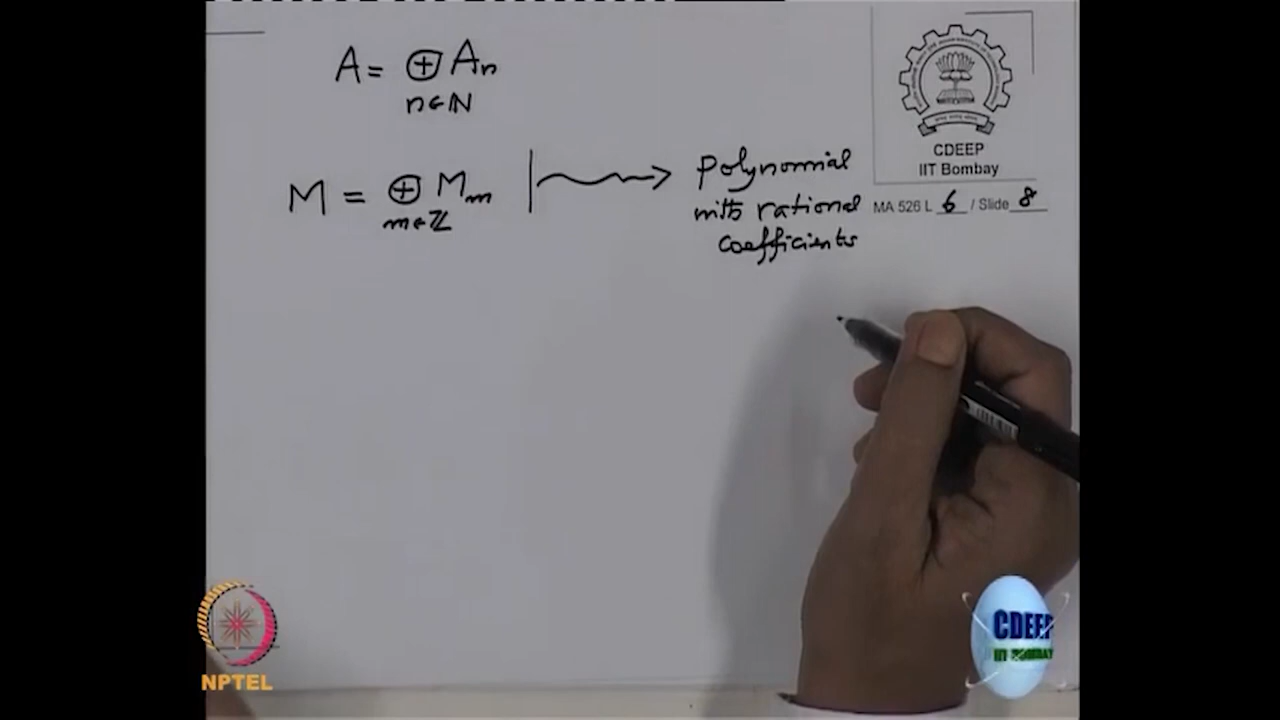 A = ⊕ Aₙ
n∈ℕ
M = ⊕ Mₘ
m∈ℤ
Polynomial
with rational
coefficients
CDEEP
IIT Bombay
MA 526 L 6 / Slide 8
NPTEL
CDEEP
IIT BOMBAY